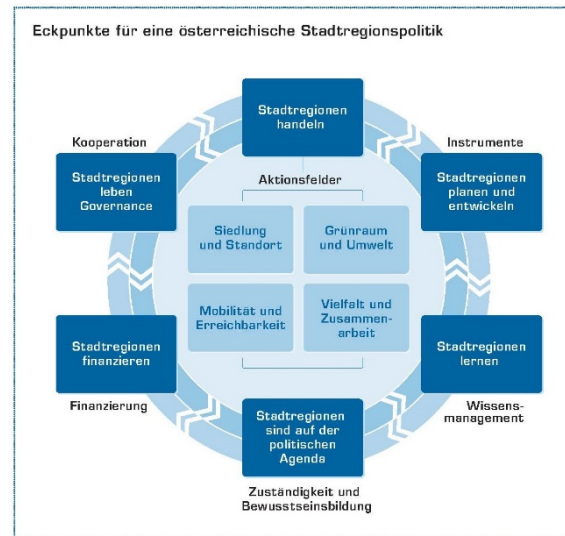 Eckpunkte für eine österreichische Stadtregionspolitik
Stadtregionen
handeln
Kooperation
Stadtregionen
leben
Governance
Instrumente
Stadtregionen
planen und
entwickeln
Aktionsfelder
Siedlung
und Standort
Grünraum
und Umwelt
Mobilität und
Erreichbarkeit
Vielfalt und
Zusammen-
arbeit
Stadtregionen
finanzieren
Finanzierung
Stadtregionen
lernen
Wissens-
management
Stadtregionen
sind auf der
politischen
Agenda
Zuständigkeit und
Bewusstseinsbildung